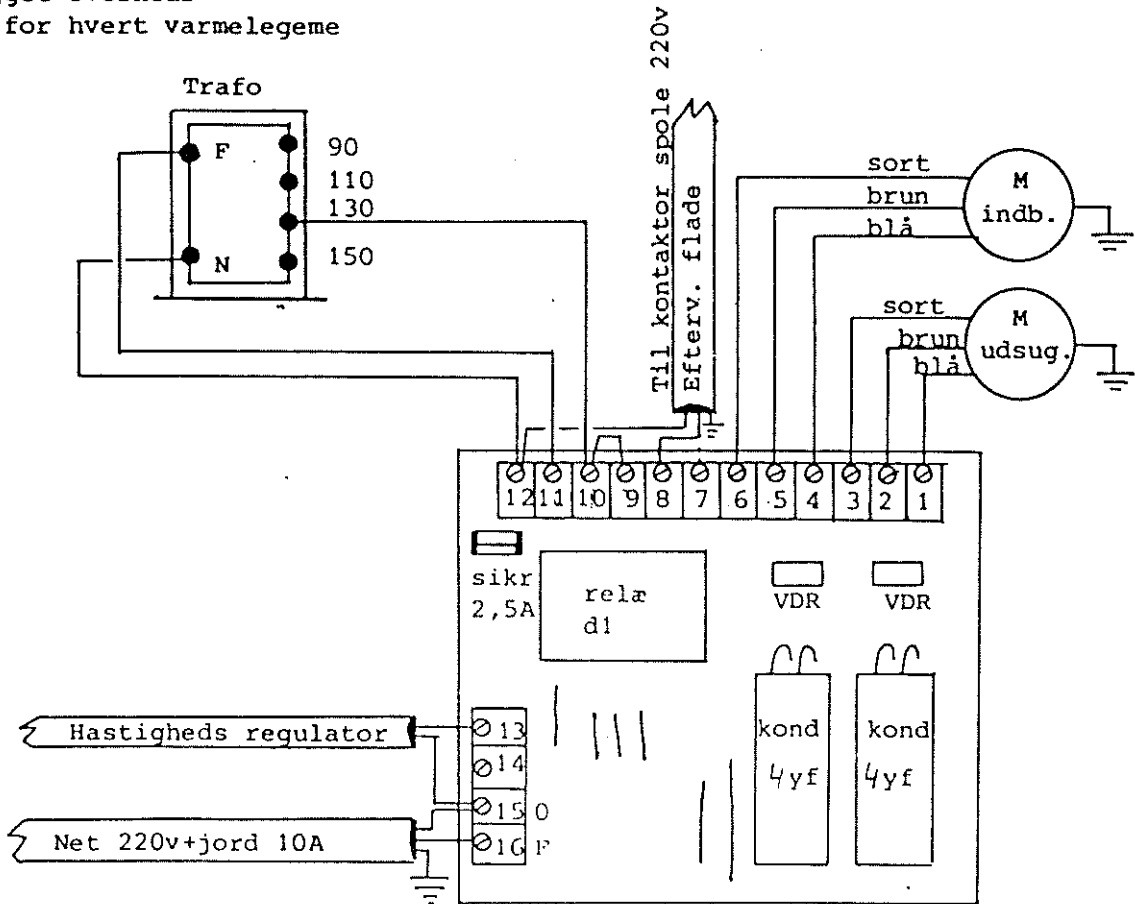 for hvert varmelegeme
Trafo
F
N
90
110
130
150
Til kontaktor spole 220v
Efterv. flade
sort
brun
blå
M
indb.
sort
brun
blå
M
udsug.
12 11 10 9 8 7 6 5 4 3 2 1
sikr
2,5A
relæ
d1
VDR
VDR
kond
4yf
kond
4yf
Hastigheds regulator
13
14
15 0
16 F
Net 220v+jord 10A